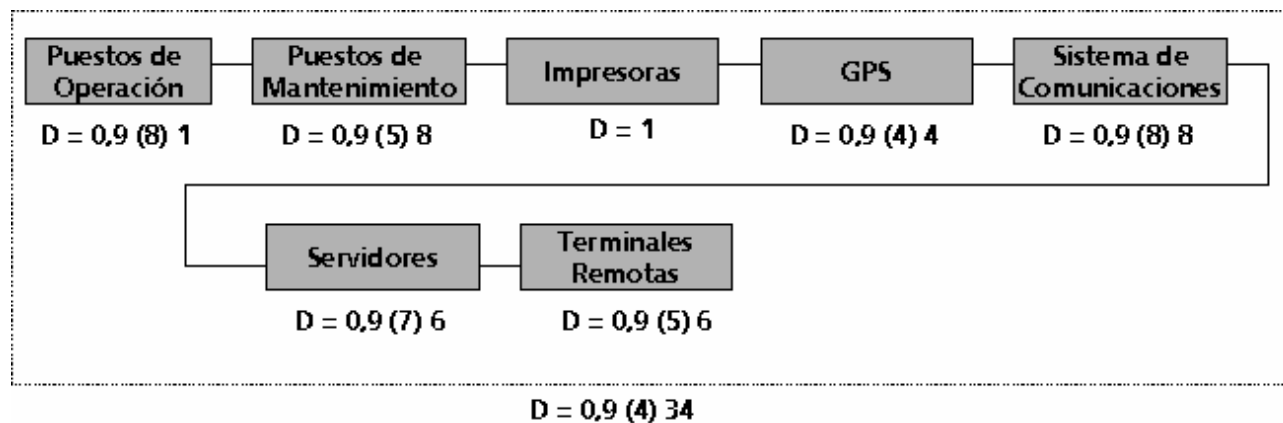 Puestos de
Operación
Puestos de
Mantenimiento
Impresoras
GPS
Sistema de
Comunicaciones
D = 0,9 (8) 1
D = 0,9 (5) 8
D = 1
D = 0,9 (4) 4
D = 0,9 (8) 8
Servidores
Terminales
Remotas
D = 0,9 (7) 6
D = 0,9 (5) 6
D = 0,9 (4) 34